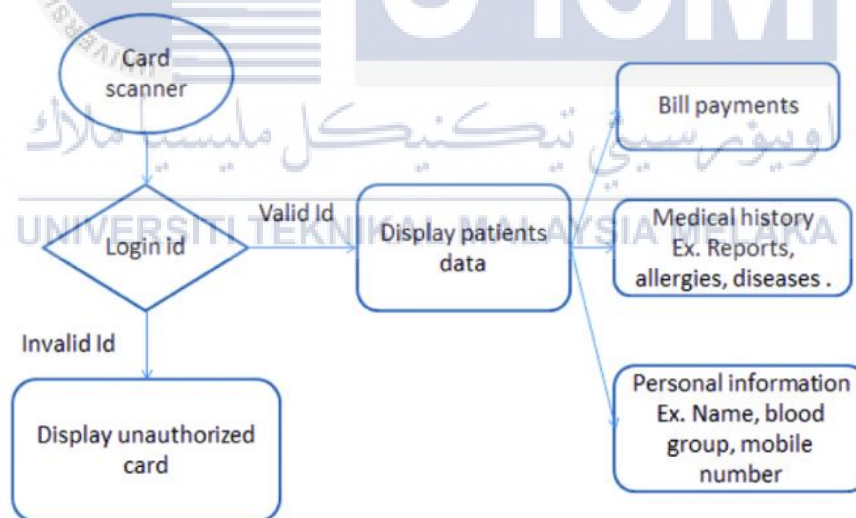 Card
scanner
Bill payments
اونيۏرسيتي تيكنيكل مليسيا ملاك
UNIVERSITI TEKNIKAL MALAYSIA MELAKA
Login id
Valid Id
Display patients
data
Medical history
Ex. Reports,
allergies, diseases .
Invalid Id
Display unauthorized
card
Personal information
Ex. Name, blood
group, mobile
number